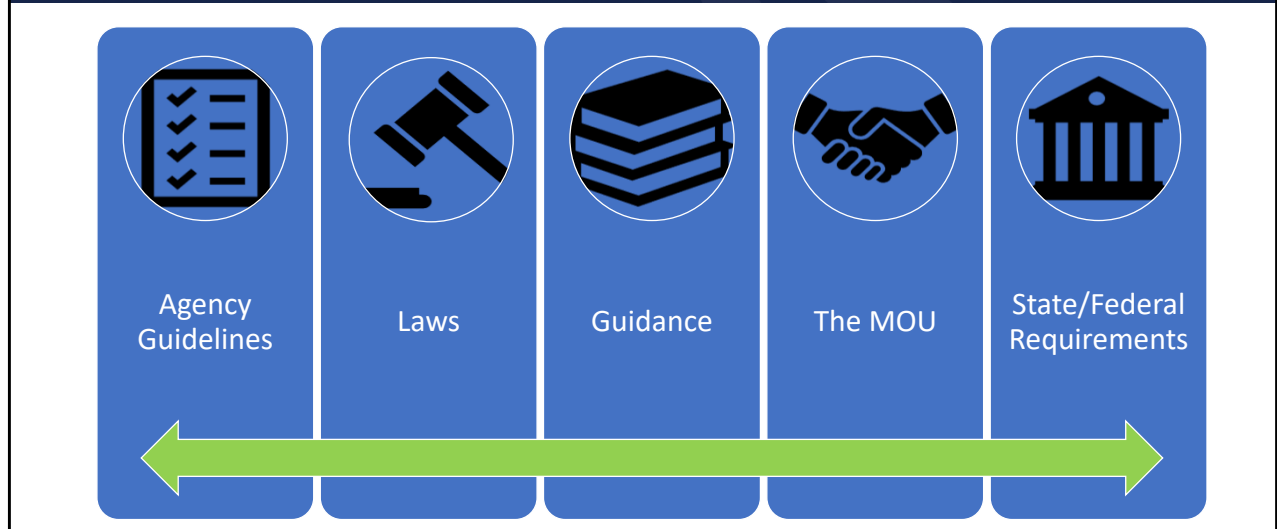 Agency
Guidelines
Laws
Guidance
The MOU
State/Federal
Requirements